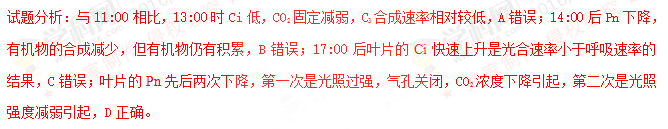 试题分析：与11:00 相比，13:00时Ci 低，CO₂固定减弱，C₃合成速率相对较低，A错误；14:00后Pn下降，
有机物的合成减少，但有机物仍有积累，B错误；17:00后叶片的Ci快速上升是光合速率小于呼吸速率的
结果，C错误；叶片的Pn先后两次下降，第一次是光照过强，气孔关闭，CO₂浓度下降引起，第二次是光照
强度减弱引起，D正确。